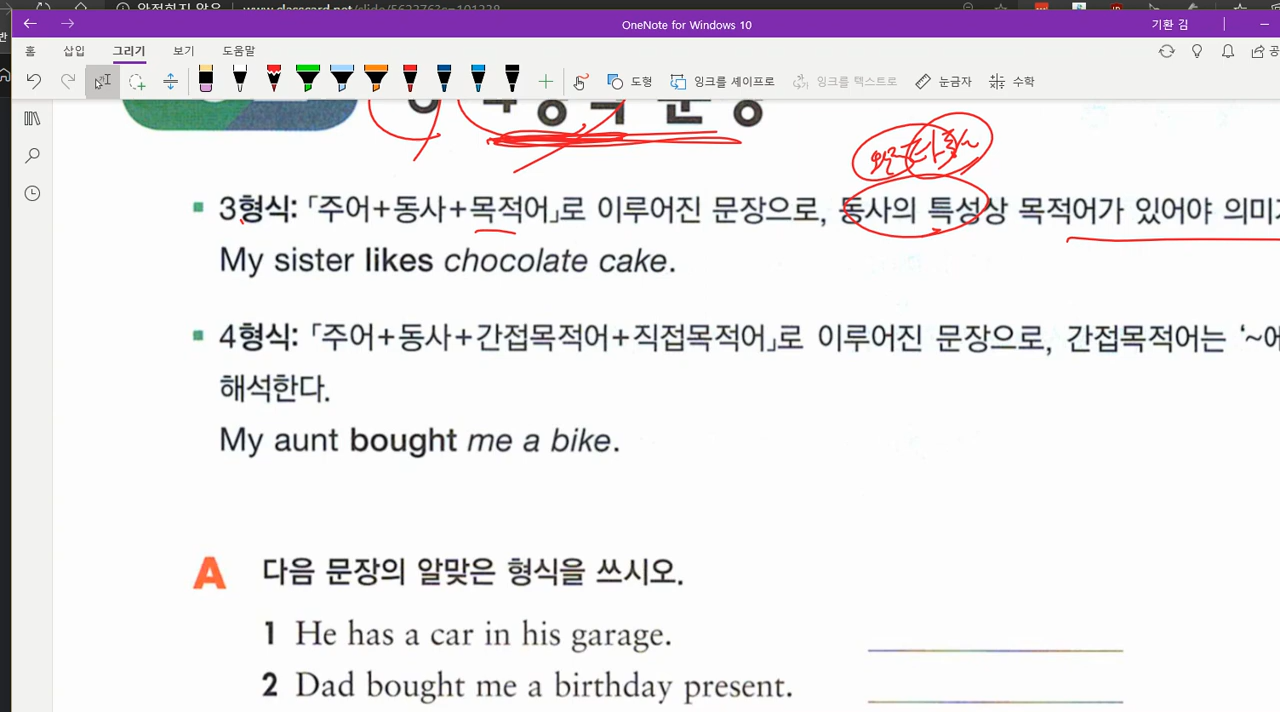 OneNote for Windows 10
기환 김
홈 삽입 그리기 보기 도움말
도형 잉크를 셰이프로 잉크를 텍스트로 눈금자 수학
3형식: 「주어+동사+목적어」로 이루어진 문장으로, 동사의 특성상 목적어가 있어야 의미가
My sister likes chocolate cake.
4형식: 「주어+동사+간접목적어+직접목적어」로 이루어진 문장으로, 간접목적어는 ‘~에
해석한다.
My aunt bought me a bike.
A 다음 문장의 알맞은 형식을 쓰시오.
1 He has a car in his garage.
2 Dad bought me a birthday present.